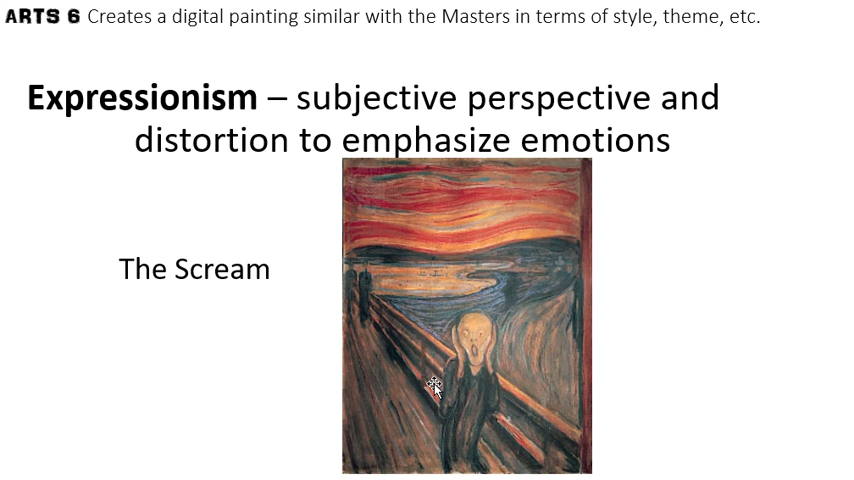 ARTS 6 Creates a digital painting similar with the Masters in terms of style, theme, etc.
Expressionism – subjective perspective and
distortion to emphasize emotions
The Scream